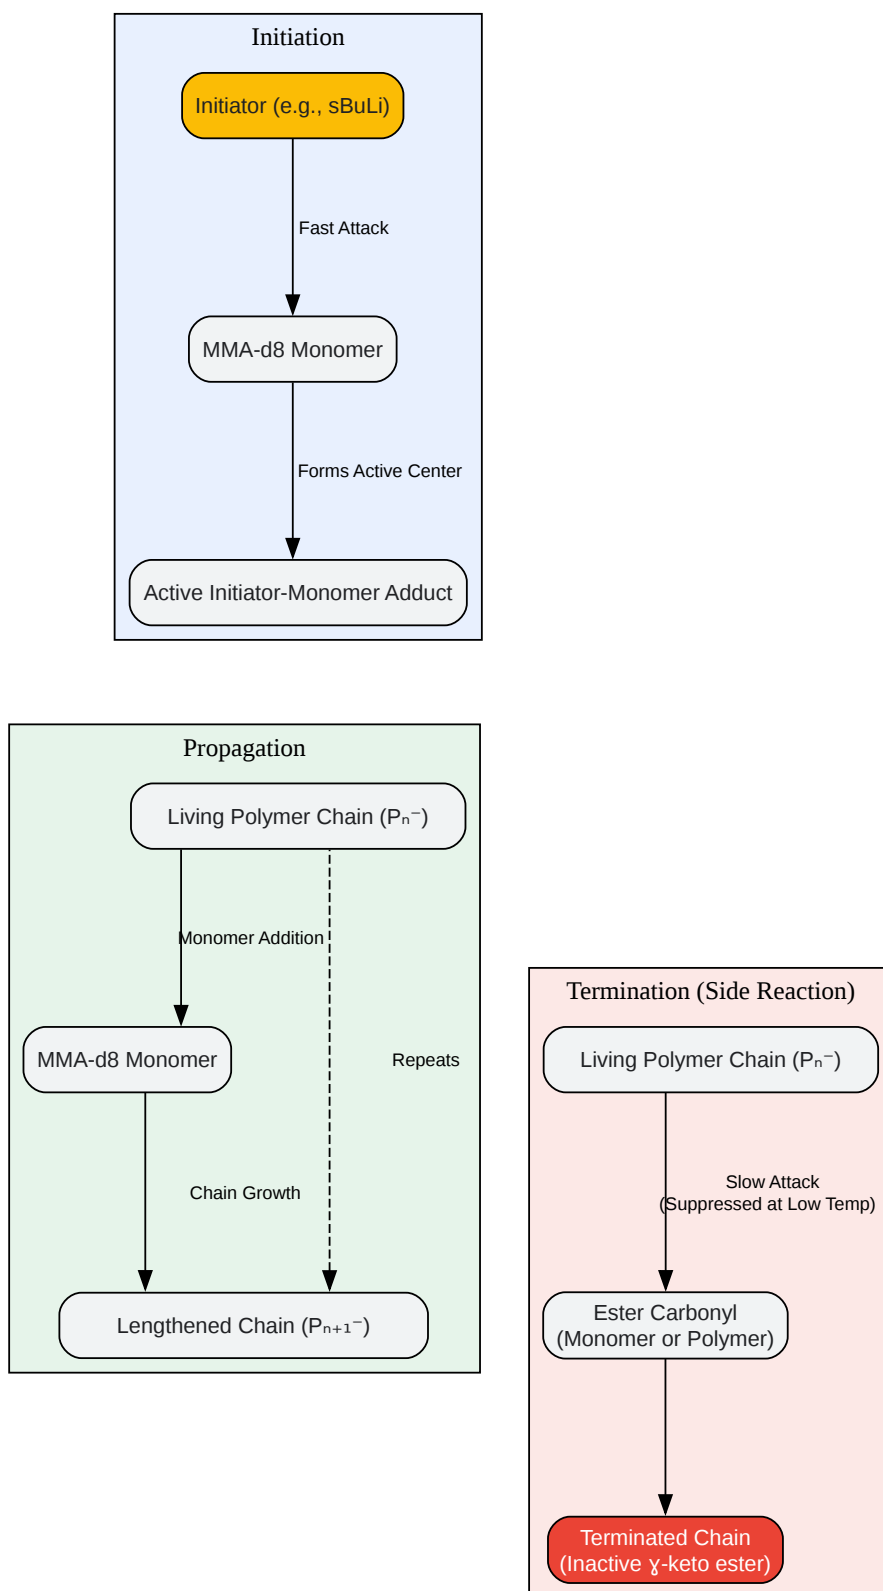 Initiation
Initiator (e.g., sBuLi)
Fast Attack
MMA-d8 Monomer
Forms Active Center
Active Initiator-Monomer Adduct
Propagation
Living Polymer Chain (Pₙ⁻)
Monomer Addition
MMA-d8 Monomer
Repeats
Chain Growth
Lengthened Chain (Pₙ₊₁⁻)
Termination (Side Reaction)
Living Polymer Chain (Pₙ⁻)
Slow Attack
(Suppressed at Low Temp)
Ester Carbonyl
(Monomer or Polymer)
Terminated Chain
(Inactive ɣ-keto ester)